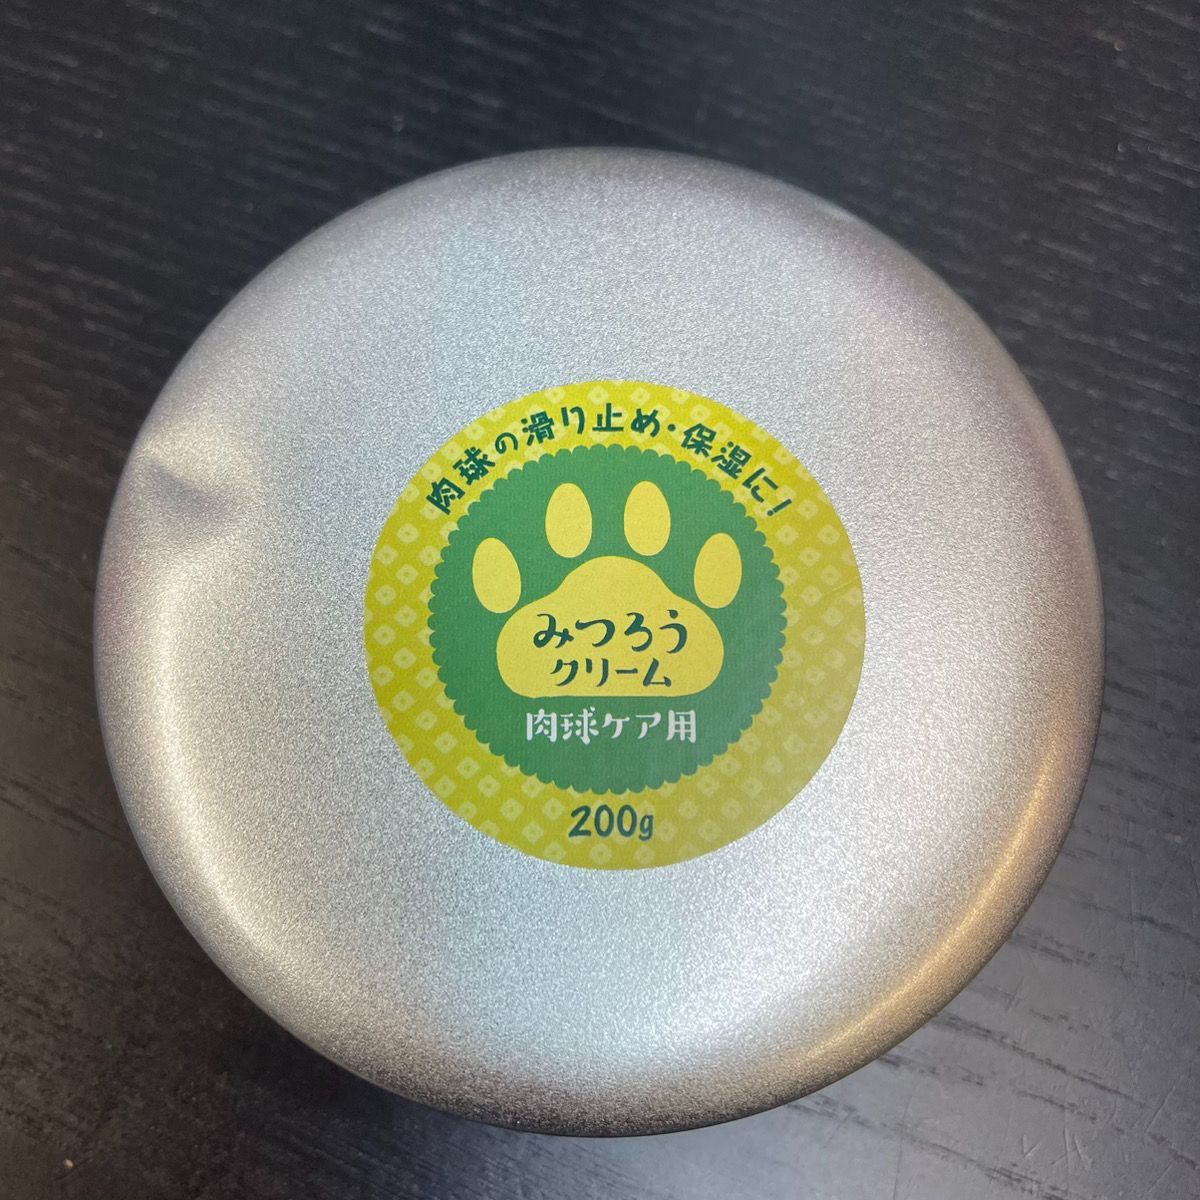 肉球の滑り止め・保湿に!
みつろう
クリーム
肉球ケア用
200g